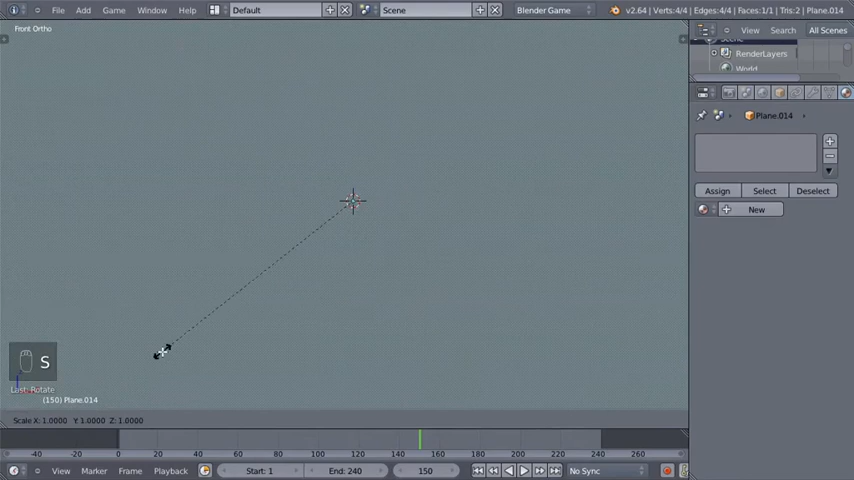 File Add Game Window Help Default Scene Blender Game v2.64 | Verts:4/4 | Edges:4/4 | Faces:1/1 | Tris:2 | Plane.014
Front Ortho
View Search All Scenes
RenderLayers
World
Plane.014
Assign Select Deselect
New
S
Last: Rotate
(150) Plane.014
Scale X: 1.0000 Y: 1.0000 Z: 1.0000
-40 -20 0 20 40 60 80 100 120 140 160 180 200 220 240 260
View Marker Frame Playback Start: 1 End: 240 150 No Sync